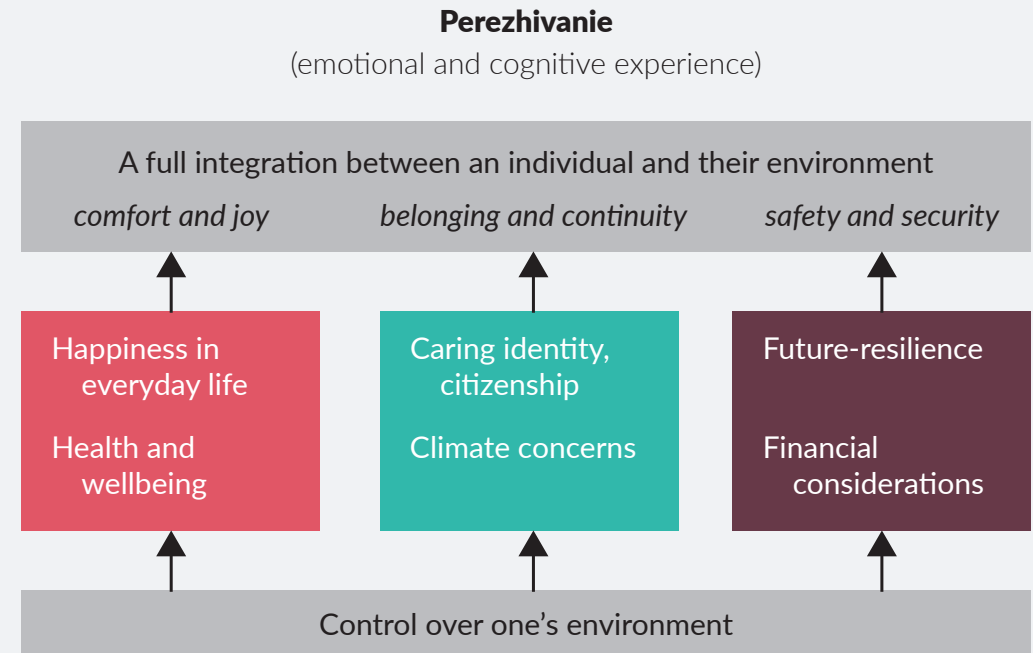 Perezhivanie
(emotional and cognitive experience)
A full integration between an individual and their environment
comfort and joy
belonging and continuity
safety and security
Happiness in
everyday life
Health and
wellbeing
Caring identity,
citizenship
Climate concerns
Future-resilience
Financial
considerations
Control over one’s environment